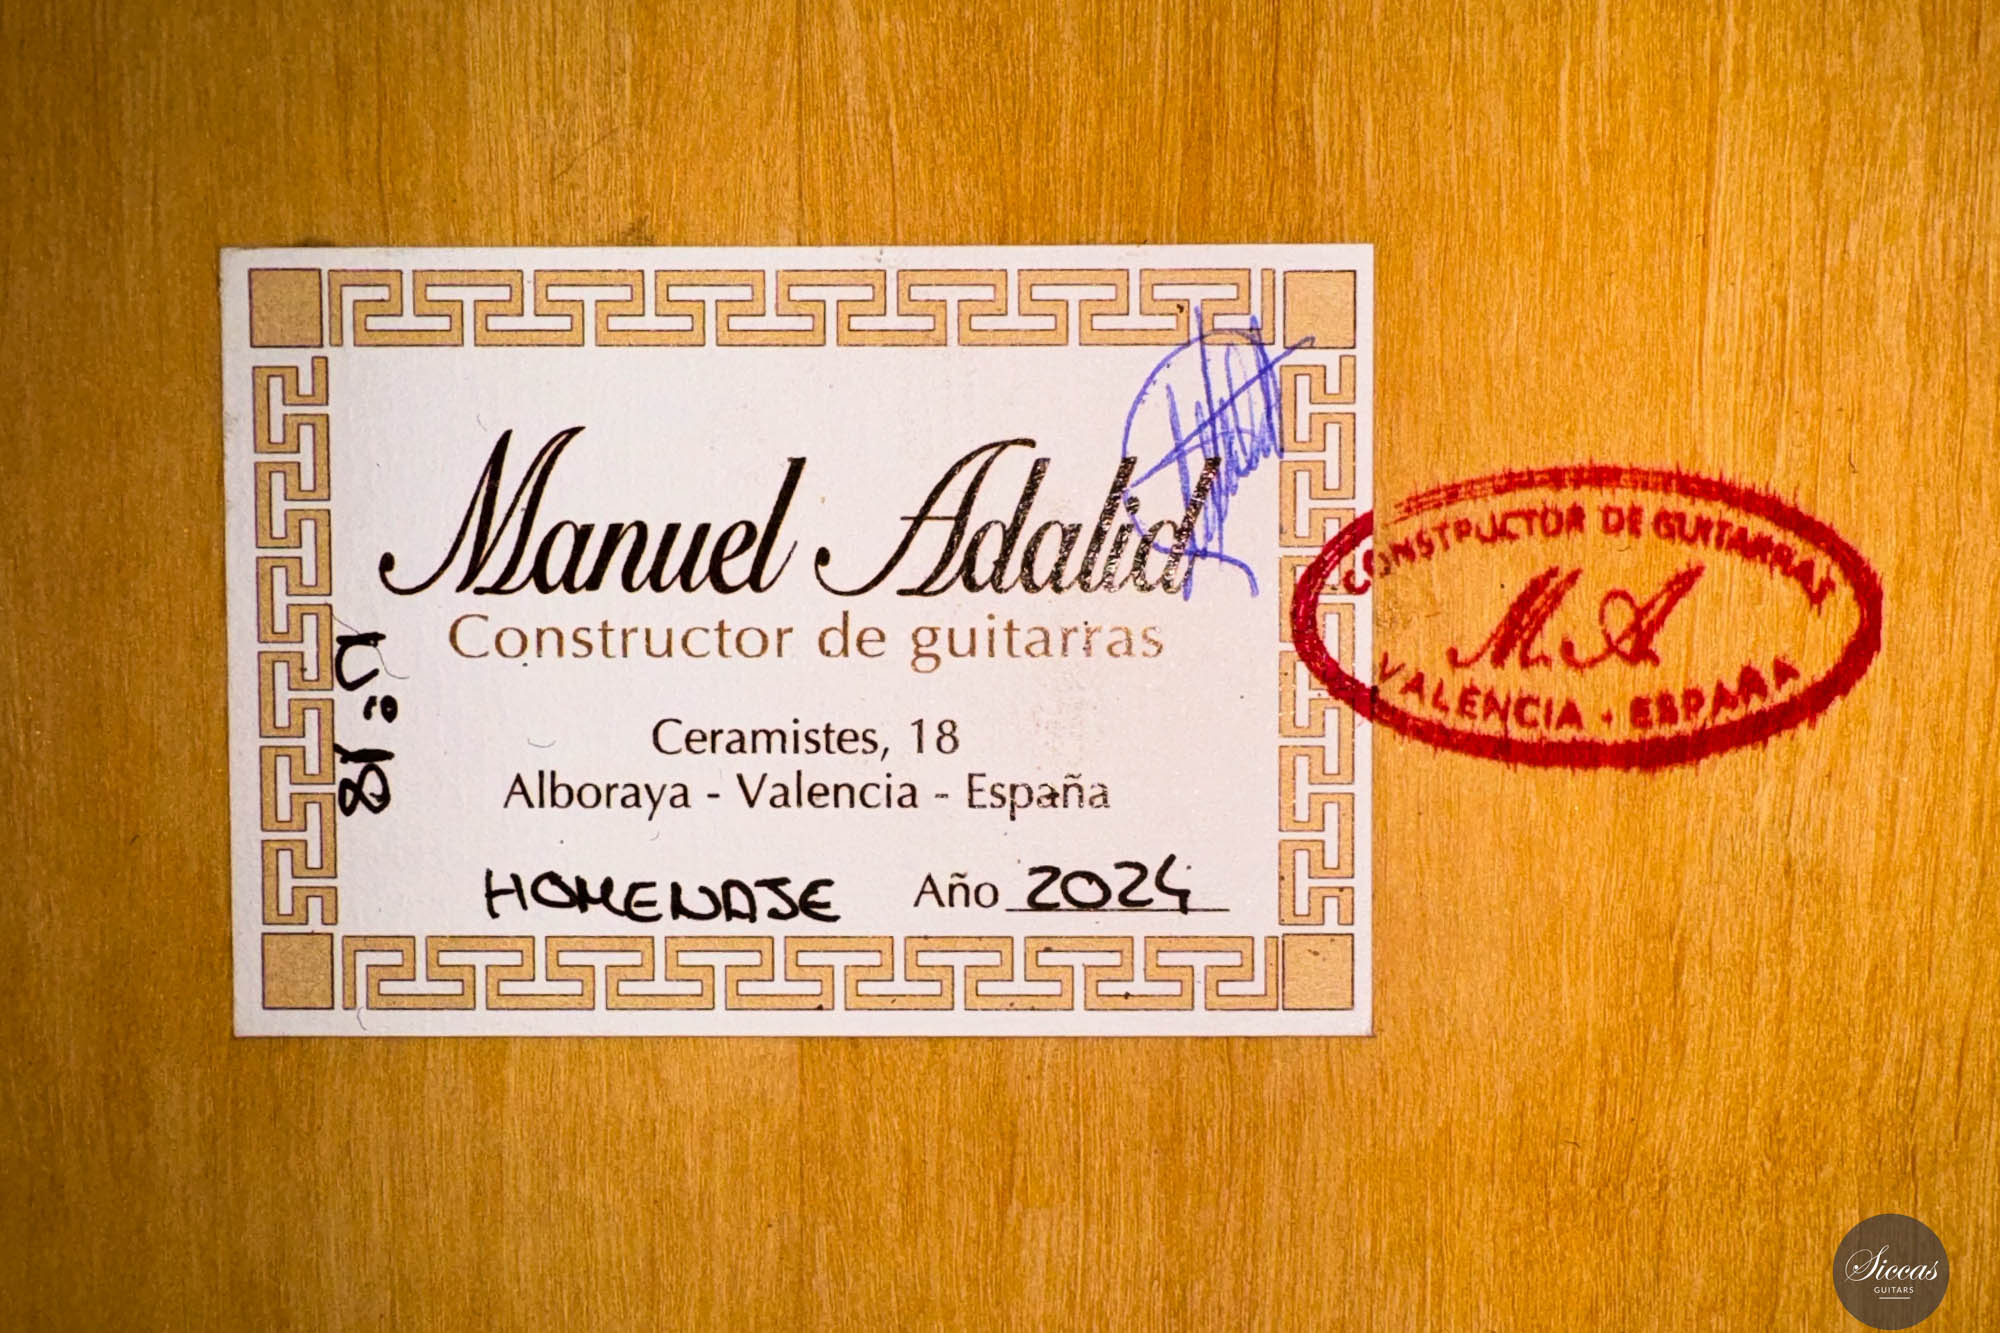 Manuel Adalid
Constructor de guitarras
Ceramistes, 18
Alboraya - Valencia - España
HOMENAJE Año 2024
CONSTRUCTOR DE GUITARRAS
M. A.
VALENCIA - ESPAÑA
Siccas
GUITARS